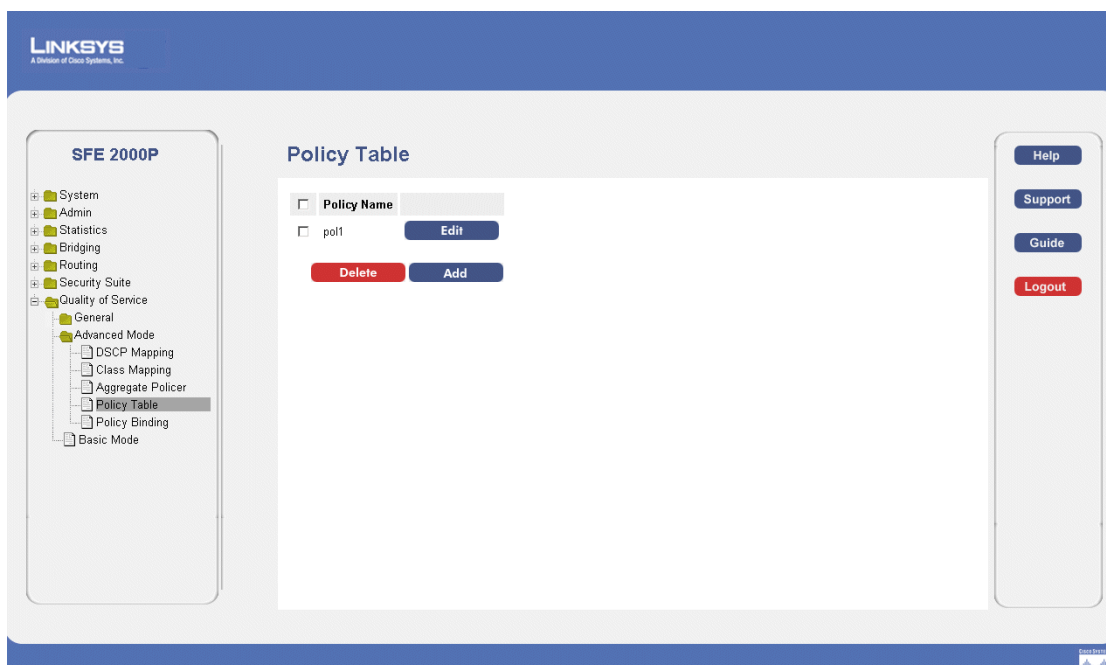 LINKSYS
A Division of Cisco Systems, Inc.
SFE 2000P
System
Admin
Statistics
Bridging
Routing
Security Suite
Quality of Service
General
Advanced Mode
DSCP Mapping
Class Mapping
Aggregate Policer
Policy Table
Policy Binding
Basic Mode
Policy Table
Policy Name
pol1
Edit
Delete
Add
Help
Support
Guide
Logout